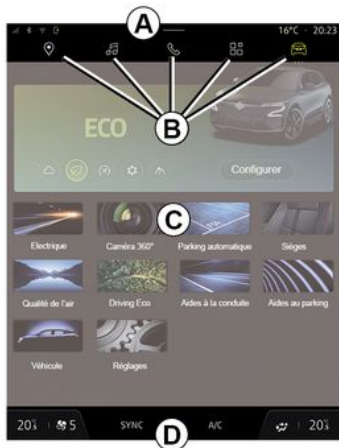 A
16°C · 20:23
B
ECO
Configurer
C
Electrique
Caméra 360°
Parking automatique
Sièges
Qualité de l'air
Driving Eco
Aides à la conduite
Aides au parking
Véhicule
Réglages
20 5 SYNC A/C 20
D